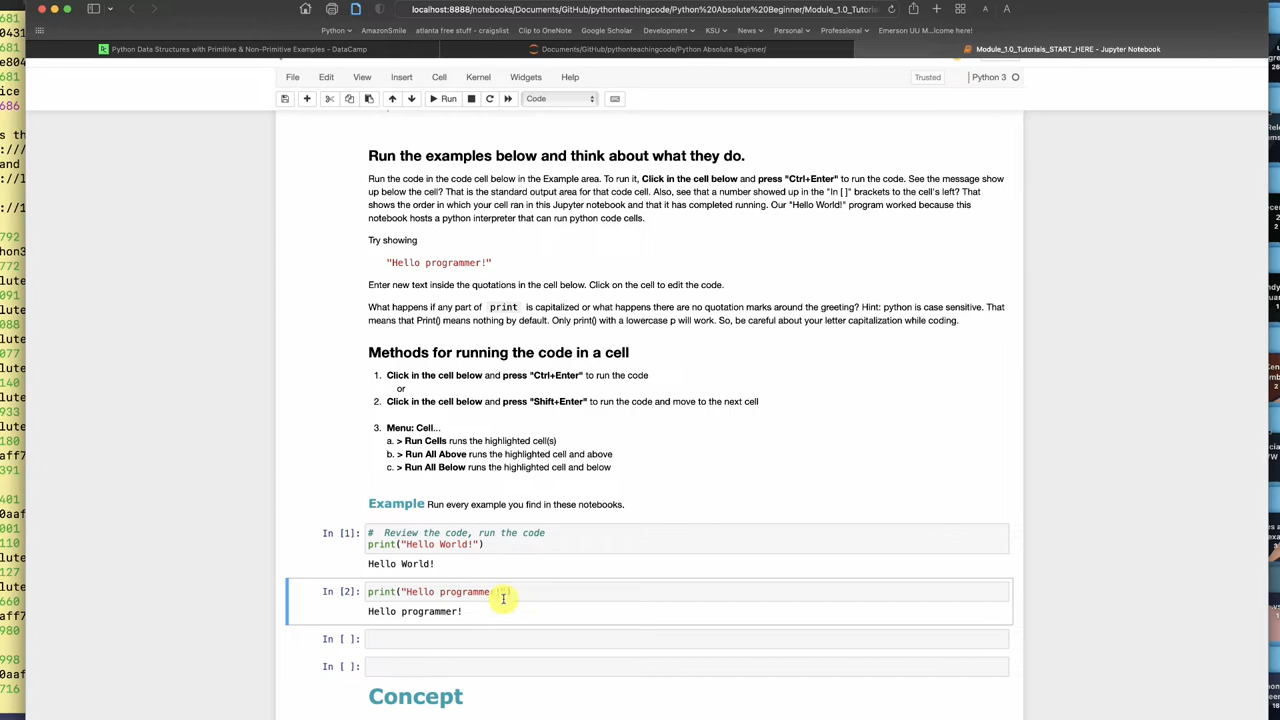 localhost:8888/notebooks/Documents/GitHub/pythonteachingcode/Python%20Absolute%20Beginner/Module_1.0_Tutorial
Python AmazonSmile atlanta free stuff - craigslist Clip to OneNote Google Scholar Development KSU News Personal Professional Emerson UU M...lcome here!
Python Data Structures with Primitive & Non-Primitive Examples - DataCamp
Documents/GitHub/pythonteachingcode/Python Absolute Beginner/
Module_1.0_Tutorials_START_HERE - Jupyter Notebook
File Edit View Insert Cell Kernel Widgets Help Trusted Python 3
Run Code
Run the examples below and think about what they do.
Run the code in the code cell below in the Example area. To run it, Click in the cell below and press "Ctrl+Enter" to run the code. See the message show
up below the cell? That is the standard output area for that code cell. Also, see that a number showed up in the "In [ ]" brackets to the cell's left? That
shows the order in which your cell ran in this Jupyter notebook and that it has completed running. Our "Hello World!" program worked because this
notebook hosts a python interpreter that can run python code cells.
Try showing
"Hello programmer!"
Enter new text inside the quotations in the cell below. Click on the cell to edit the code.
What happens if any part of print is capitalized or what happens there are no quotation marks around the greeting? Hint: python is case sensitive. That
means that Print() means nothing by default. Only print() with a lowercase p will work. So, be careful about your letter capitalization while coding.
Methods for running the code in a cell
1. Click in the cell below and press "Ctrl+Enter" to run the code
or
2. Click in the cell below and press "Shift+Enter" to run the code and move to the next cell
3. Menu: Cell...
a. > Run Cells runs the highlighted cell(s)
b. > Run All Above runs the highlighted cell and above
c. > Run All Below runs the highlighted cell and below
Example Run every example you find in these notebooks.
In [1]: # Review the code, run the code
print("Hello World!")
Hello World!
In [2]: print("Hello programmer!")
Hello programmer!
In [ ]:
In [ ]:
Concept